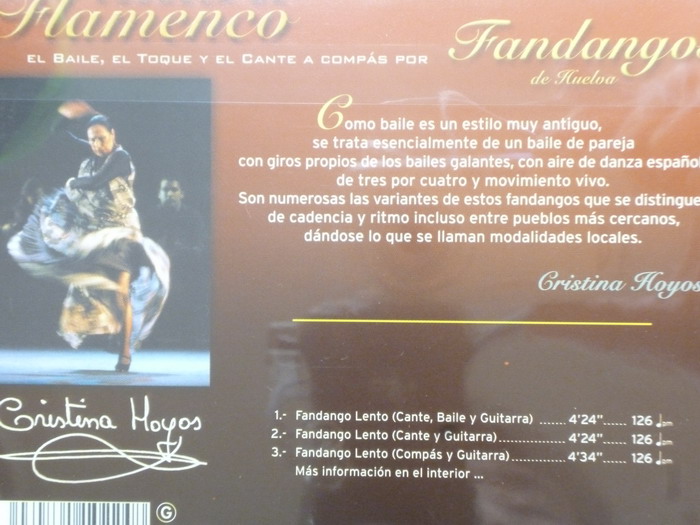 Flamenco
EL BAILE, EL TOQUE Y EL CANTE A COMPÁS POR
Fandangos
de Huelva
Como baile es un estilo muy antiguo,
se trata esencialmente de un baile de pareja
con giros propios de los bailes galantes, con aire de danza español
de tres por cuatro y movimiento vivo.
Son numerosas las variantes de estos fandangos que se distingue
de cadencia y ritmo incluso entre pueblos más cercanos,
dándose lo que se llaman modalidades locales.
Cristina Hoyos
Cristina Hoyos
1.- Fandango Lento (Cante, Baile y Guitarra) ...... 4'24"...... 126
2.- Fandango Lento (Cante y Guitarra)................ 4'24"...... 126
3.- Fandango Lento (Compás y Guitarra)............. 4'34"...... 126
Más información en el interior ...
G